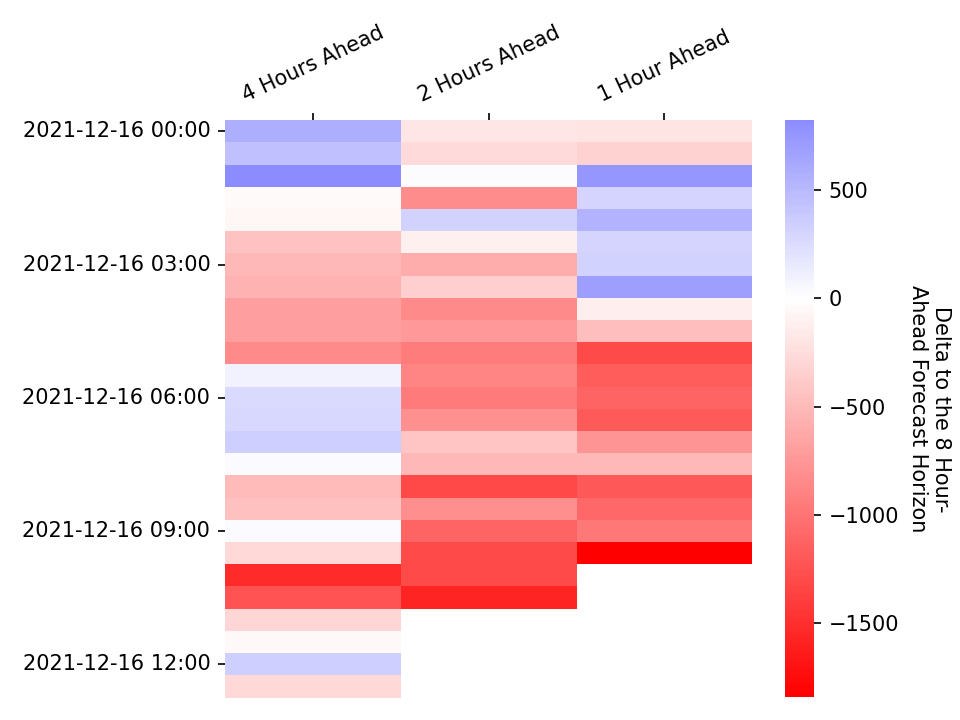 4 Hours Ahead
2 Hours Ahead
1 Hour Ahead
2021-12-16 00:00
2021-12-16 03:00
2021-12-16 06:00
2021-12-16 09:00
2021-12-16 12:00
500
0
−500
−1000
−1500
Delta to the 8 Hour-
Ahead Forecast Horizon